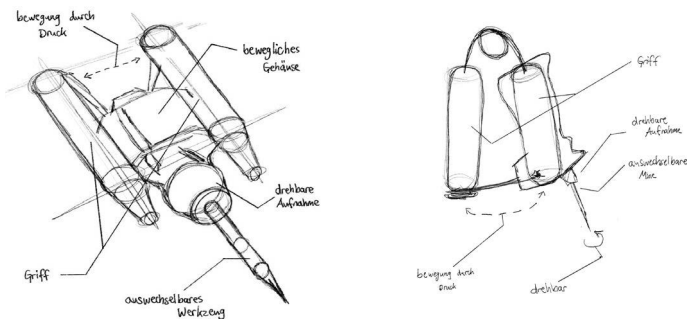 bewegung durch
Druck
bewegliches
Gehäuse
drehbare
Aufnahme
Griff
auswechselbares
Werkzeug
Griff
drehbare
Aufnahme
auswechselbare
Mine
bewegung durch
Druck
drehbar